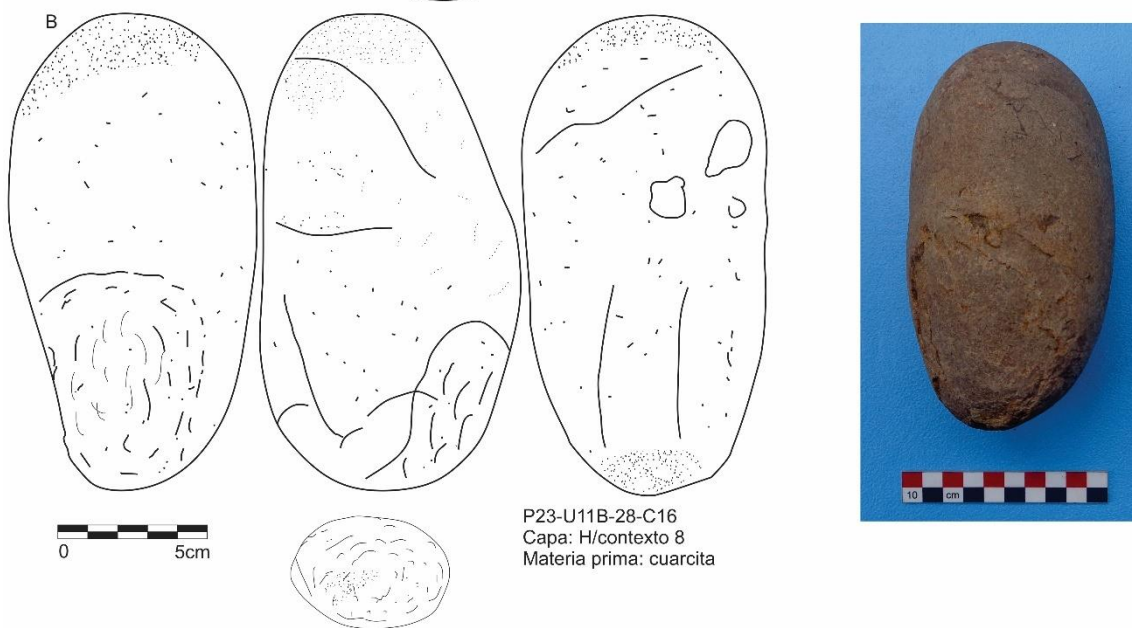 B
0 5cm
P23-U11B-28-C16
Capa: H/contexto 8
Materia prima: cuarcita
10 cm